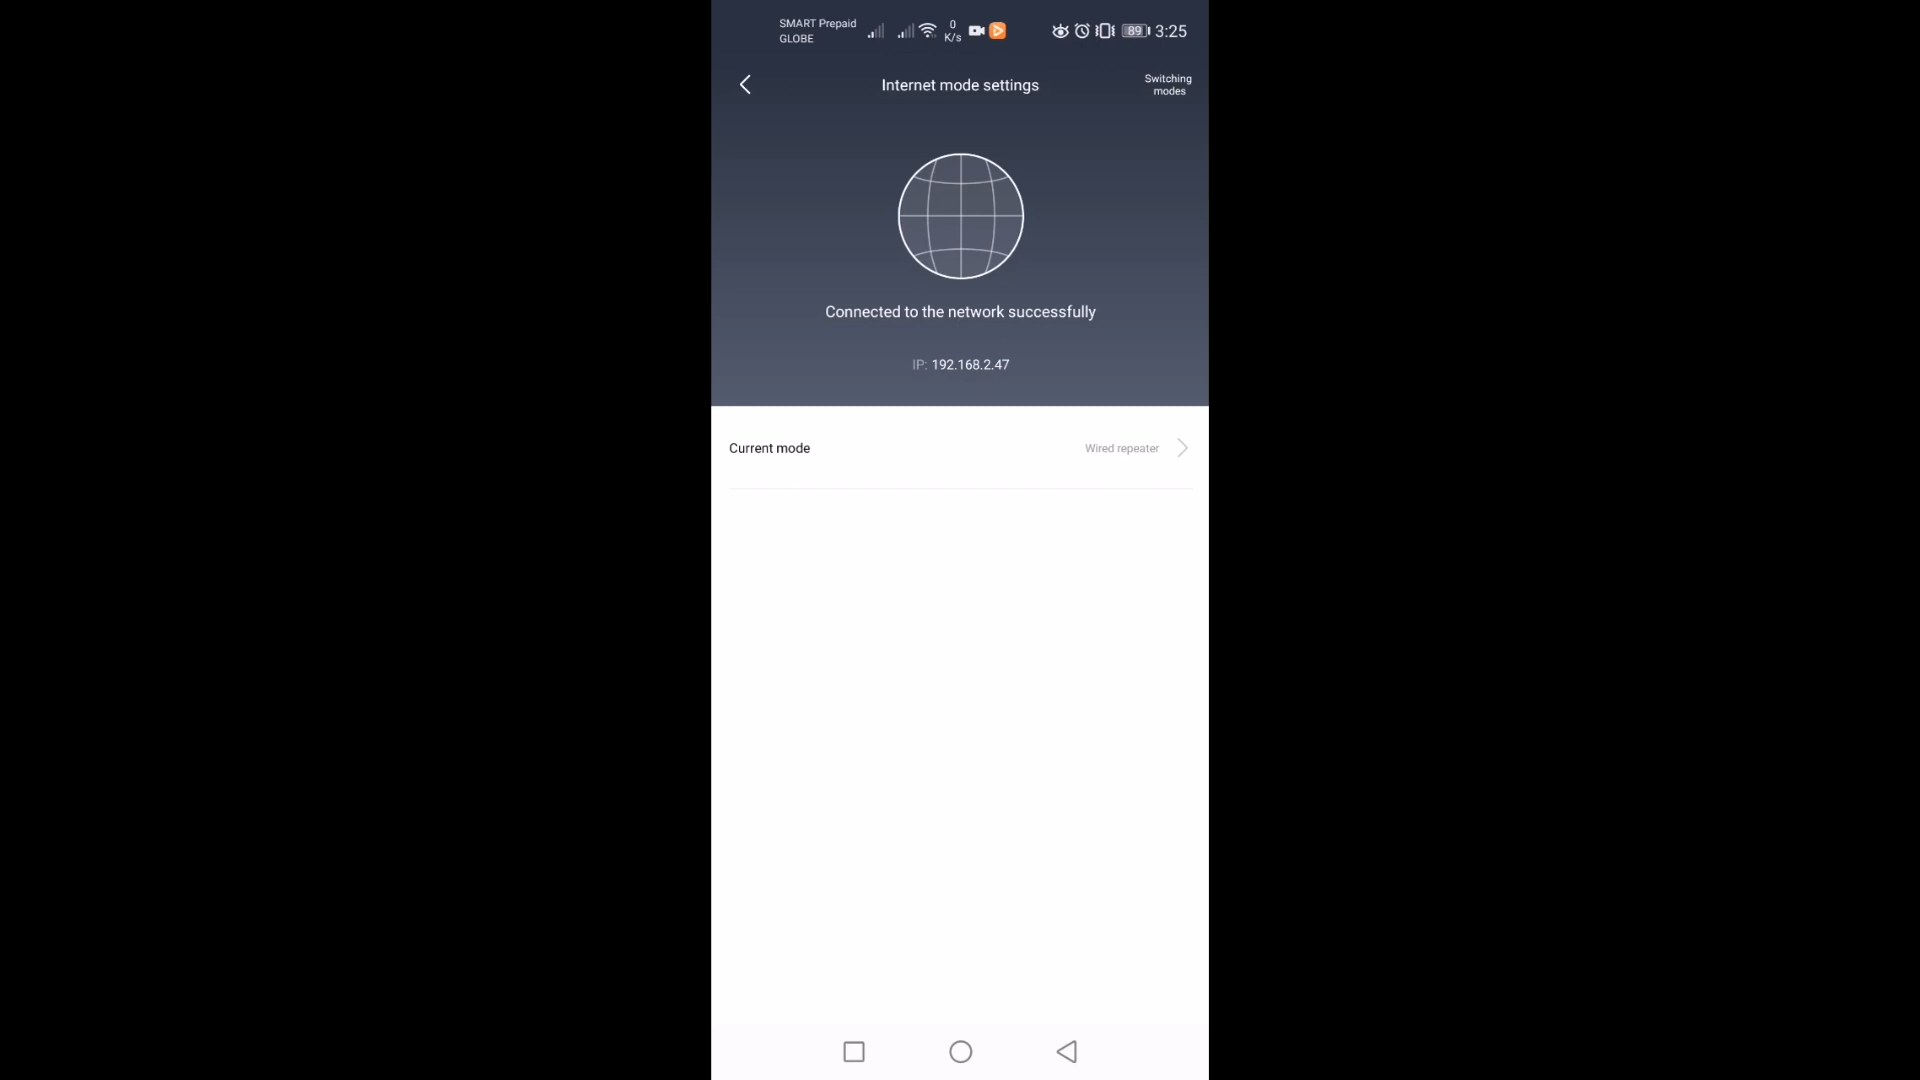 SMART Prepaid
GLOBE
0
K/s
89
3:25
Internet mode settings
Switching
modes
Connected to the network successfully
IP: 192.168.2.47
Current mode
Wired repeater